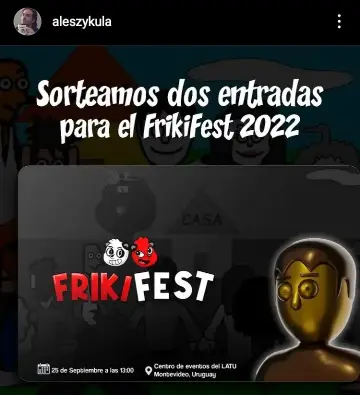 aleszykula
Sorteamos dos entradas
para el FrikiFest 2022
CASA
FRIKIFEST
25 de Septiembre a las 13:00
Centro de eventos del LATU
Montevideo, Uruguay